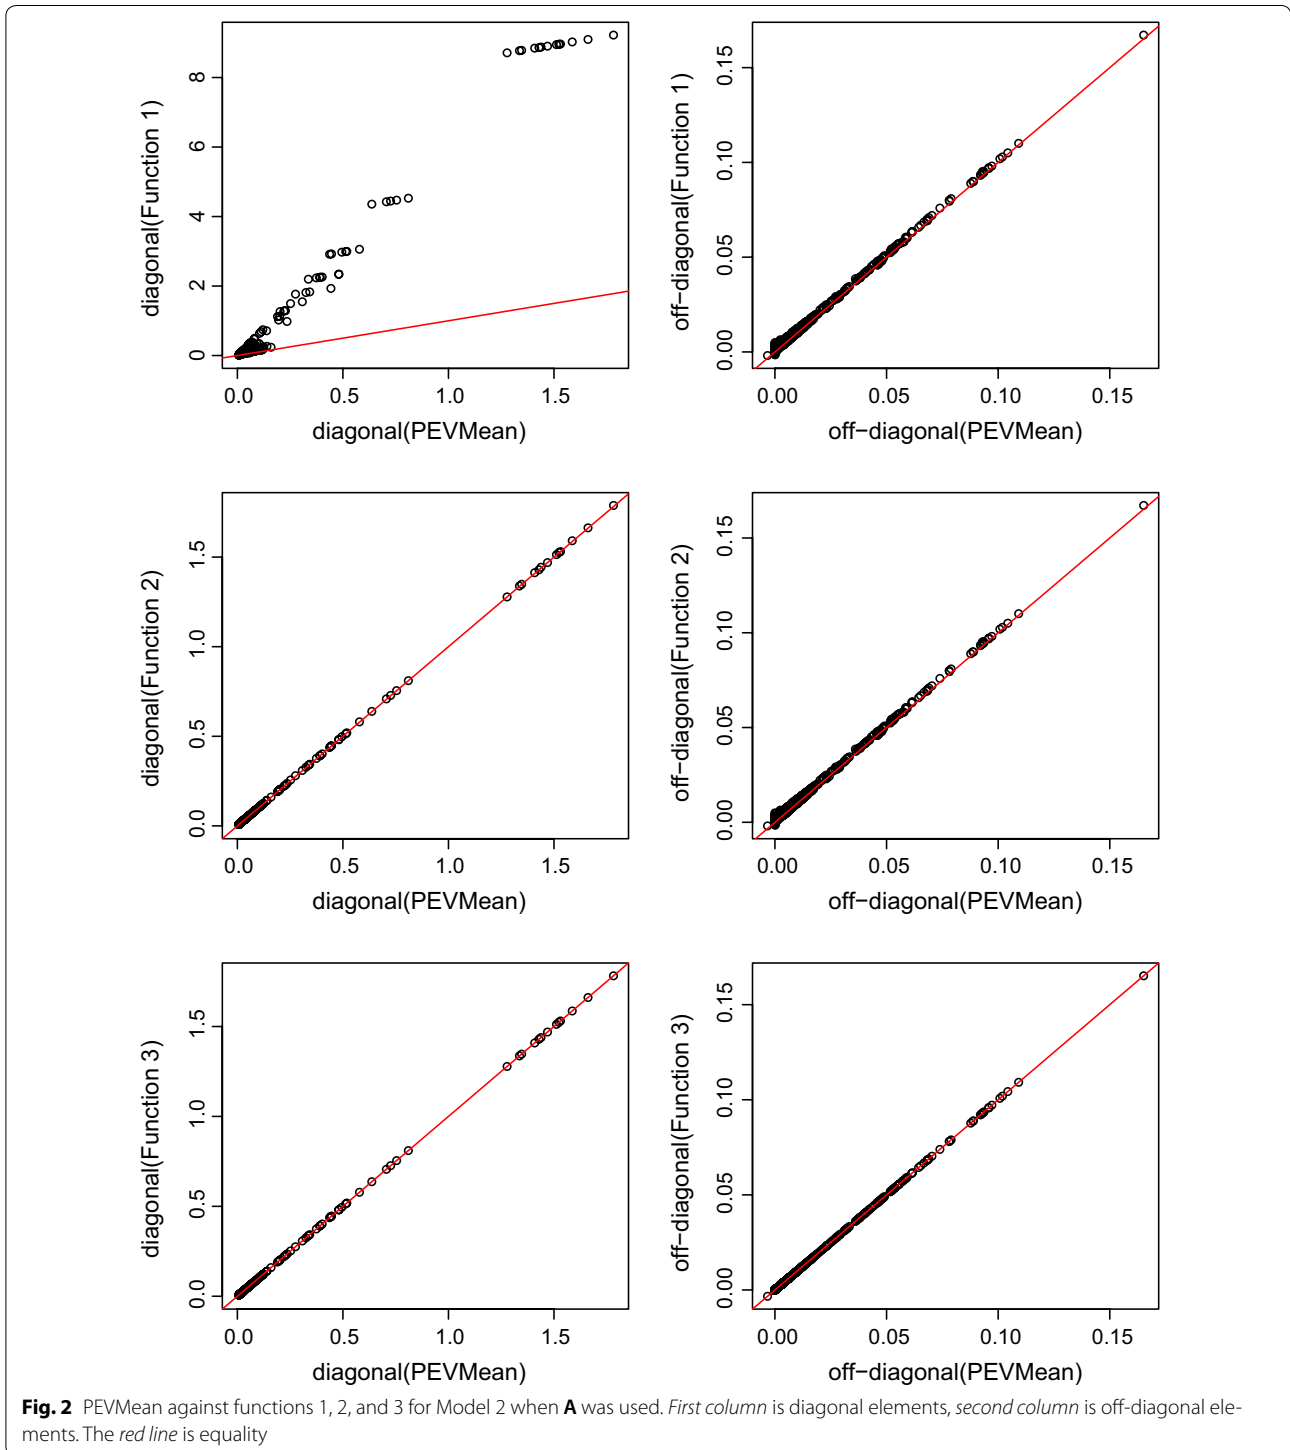 diagonal(Function 1)
0 2 4 6 8
0.0 0.5 1.0 1.5
diagonal(PEVMean)
off−diagonal(Function 1)
0.00 0.05 0.10 0.15
0.00 0.05 0.10 0.15
off−diagonal(PEVMean)
diagonal(Function 2)
0.0 0.5 1.0 1.5
0.0 0.5 1.0 1.5
diagonal(PEVMean)
off−diagonal(Function 2)
0.00 0.05 0.10 0.15
0.00 0.05 0.10 0.15
off−diagonal(PEVMean)
diagonal(Function 3)
0.0 0.5 1.0 1.5
0.0 0.5 1.0 1.5
diagonal(PEVMean)
off−diagonal(Function 3)
0.00 0.05 0.10 0.15
0.00 0.05 0.10 0.15
off−diagonal(PEVMean)
Fig. 2 PEVMean against functions 1, 2, and 3 for Model 2 when A was used. First column is diagonal elements, second column is off-diagonal ele-
ments. The red line is equality